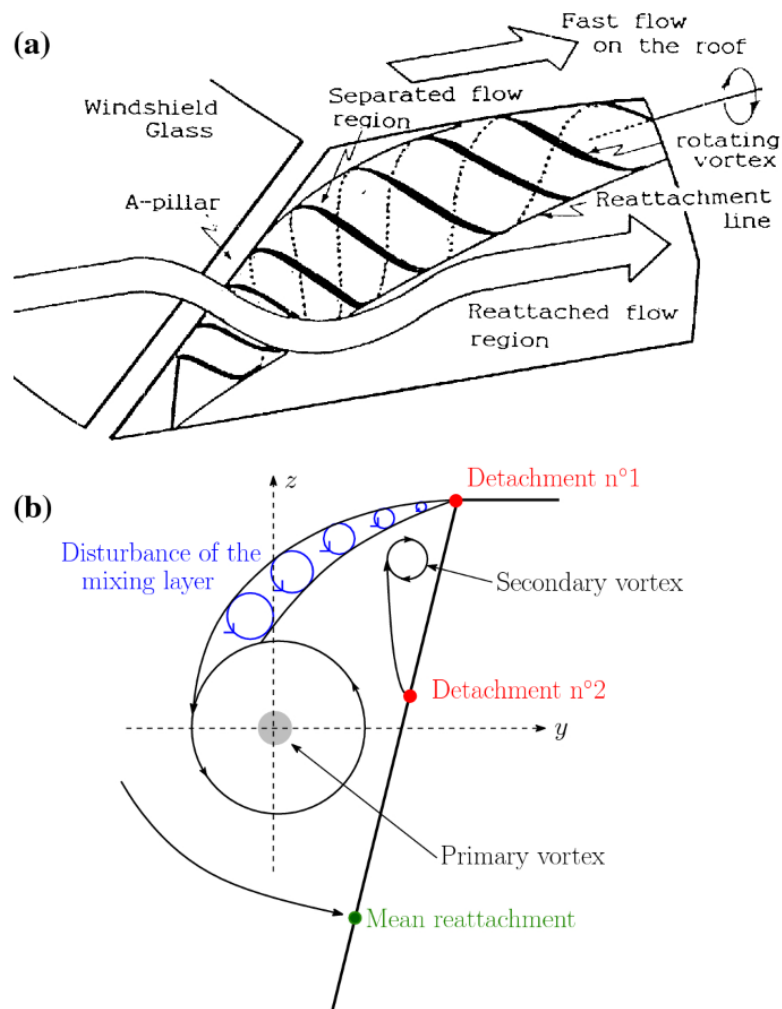 (a)
Fast flow
on the roof
Windshield
Glass
Separated flow
region
rotating
vortex
A-pillar
Reattachment
line
Reattached flow
region
(b)
z
Detachment n°1
Disturbance of the
mixing layer
Secondary vortex
Detachment n°2
y
Primary vortex
Mean reattachment